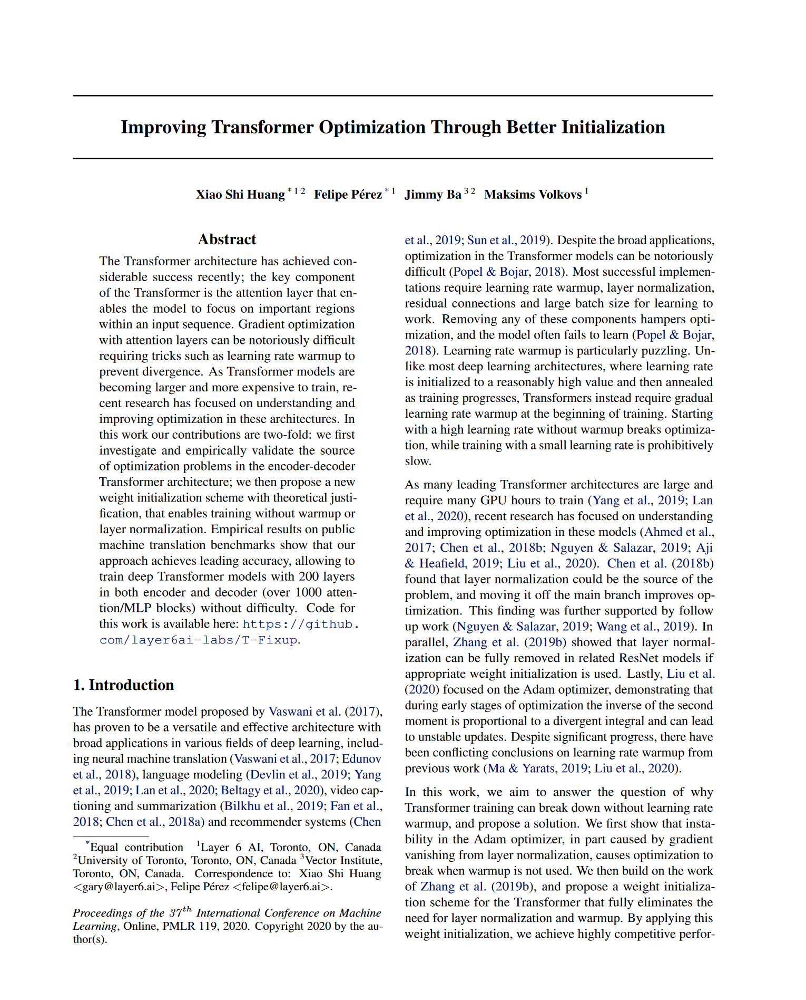 Improving Transformer Optimization Through Better Initialization
Xiao Shi Huang * 1 2 Felipe Pérez * 1 Jimmy Ba 3 2 Maksims Volkovs 1
Abstract
The Transformer architecture has achieved con-
siderable success recently; the key component
of the Transformer is the attention layer that en-
ables the model to focus on important regions
within an input sequence. Gradient optimization
with attention layers can be notoriously difficult
requiring tricks such as learning rate warmup to
prevent divergence. As Transformer models are
becoming larger and more expensive to train, re-
cent research has focused on understanding and
improving optimization in these architectures. In
this work our contributions are two-fold: we first
investigate and empirically validate the source
of optimization problems in the encoder-decoder
Transformer architecture; we then propose a new
weight initialization scheme with theoretical justi-
fication, that enables training without warmup or
layer normalization. Empirical results on public
machine translation benchmarks show that our
approach achieves leading accuracy, allowing to
train deep Transformer models with 200 layers
in both encoder and decoder (over 1000 atten-
tion/MLP blocks) without difficulty. Code for
this work is available here: https://github.
com/layer6ai-labs/T-Fixup.
1. Introduction
The Transformer model proposed by Vaswani et al. (2017),
has proven to be a versatile and effective architecture with
broad applications in various fields of deep learning, includ-
ing neural machine translation (Vaswani et al., 2017; Edunov
et al., 2018), language modeling (Devlin et al., 2019; Yang
et al., 2019; Lan et al., 2020; Beltagy et al., 2020), video cap-
tioning and summarization (Bilkhu et al., 2019; Fan et al.,
2018; Chen et al., 2018a) and recommender systems (Chen
*Equal contribution 1Layer 6 AI, Toronto, ON, Canada
2University of Toronto, Toronto, ON, Canada 3Vector Institute,
Toronto, ON, Canada. Correspondence to: Xiao Shi Huang
<gary@layer6.ai>, Felipe Pérez <felipe@layer6.ai>.
Proceedings of the 37th International Conference on Machine
Learning, Online, PMLR 119, 2020. Copyright 2020 by the au-
thor(s).
et al., 2019; Sun et al., 2019). Despite the broad applications,
optimization in the Transformer models can be notoriously
difficult (Popel & Bojar, 2018). Most successful implemen-
tations require learning rate warmup, layer normalization,
residual connections and large batch size for learning to
work. Removing any of these components hampers opti-
mization, and the model often fails to learn (Popel & Bojar,
2018). Learning rate warmup is particularly puzzling. Un-
like most deep learning architectures, where learning rate
is initialized to a reasonably high value and then annealed
as training progresses, Transformers instead require gradual
learning rate warmup at the beginning of training. Starting
with a high learning rate without warmup breaks optimiza-
tion, while training with a small learning rate is prohibitively
slow.
As many leading Transformer architectures are large and
require many GPU hours to train (Yang et al., 2019; Lan
et al., 2020), recent research has focused on understanding
and improving optimization in these models (Ahmed et al.,
2017; Chen et al., 2018b; Nguyen & Salazar, 2019; Aji
& Heafield, 2019; Liu et al., 2020). Chen et al. (2018b)
found that layer normalization could be the source of the
problem, and moving it off the main branch improves op-
timization. This finding was further supported by follow
up work (Nguyen & Salazar, 2019; Wang et al., 2019). In
parallel, Zhang et al. (2019b) showed that layer normal-
ization can be fully removed in related ResNet models if
appropriate weight initialization is used. Lastly, Liu et al.
(2020) focused on the Adam optimizer, demonstrating that
during early stages of optimization the inverse of the second
moment is proportional to a divergent integral and can lead
to unstable updates. Despite significant progress, there have
been conflicting conclusions on learning rate warmup from
previous work (Ma & Yarats, 2019; Liu et al., 2020).
In this work, we aim to answer the question of why
Transformer training can break down without learning rate
warmup, and propose a solution. We first show that insta-
bility in the Adam optimizer, in part caused by gradient
vanishing from layer normalization, causes optimization to
break when warmup is not used. We then build on the work
of Zhang et al. (2019b), and propose a weight initializa-
tion scheme for the Transformer that fully eliminates the
need for layer normalization and warmup. By applying this
weight initialization, we achieve highly competitive perfor-